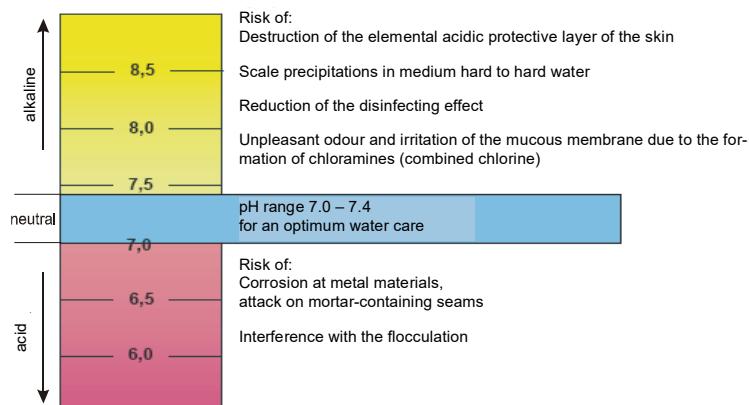 Risk of:
Destruction of the elemental acidic protective layer of the skin
8,5
Scale precipitations in medium hard to hard water
alkaline
Reduction of the disinfecting effect
8,0
Unpleasant odour and irritation of the mucous membrane due to the for-
mation of chloramines (combined chlorine)
7,5
neutral
pH range 7.0 – 7.4
for an optimum water care
7,0
Risk of:
Corrosion at metal materials,
attack on mortar-containing seams
6,5
acid
Interference with the flocculation
6,0